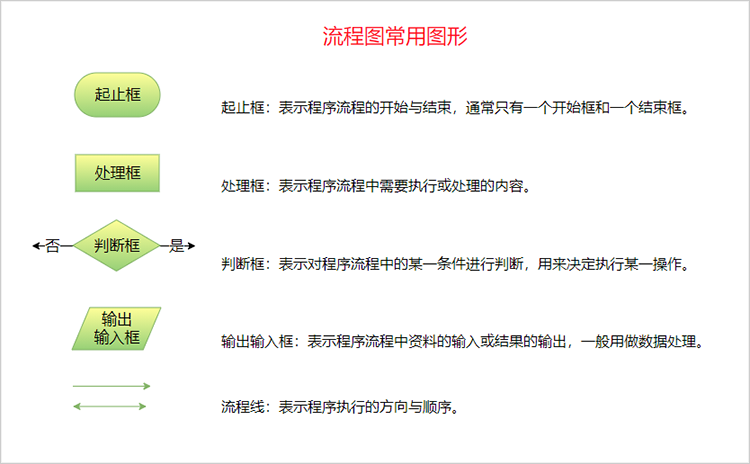 流程图常用图形
起止框
起止框：表示程序流程的开始与结束，通常只有一个开始框和一个结束框。
处理框
处理框：表示程序流程中需要执行或处理的内容。
否 判断框 是
判断框：表示对程序流程中的某一条件进行判断，用来决定执行某一操作。
输出
输入框
输出输入框：表示程序流程中资料的输入或结果的输出，一般用做数据处理。
流程线：表示程序执行的方向与顺序。